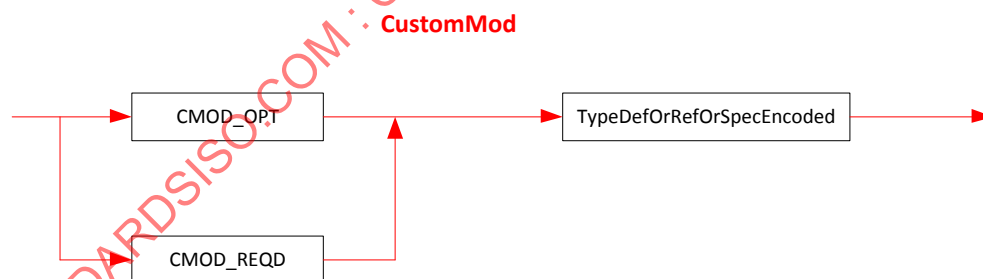 CustomMod
CMOD_OPT
TypeDefOrRefOrSpecEncoded
CMOD_REQD